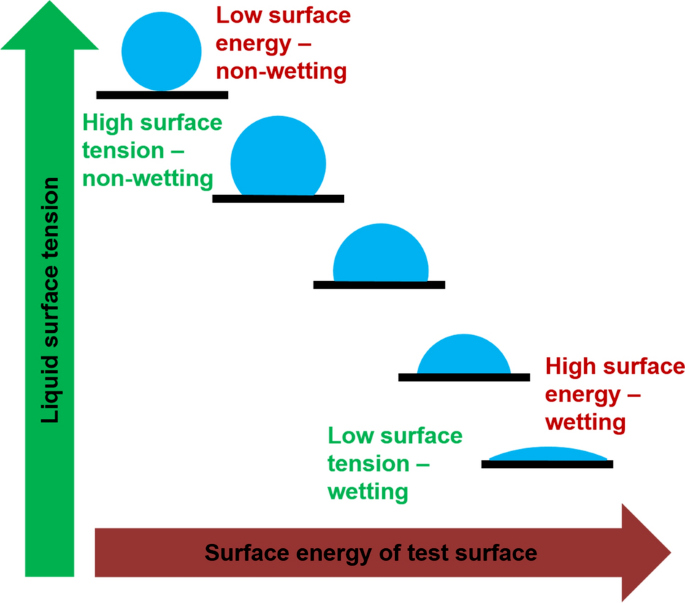 Low surface
energy –
non-wetting
High surface
tension –
non-wetting
Liquid surface tension
High surface
energy –
wetting
Low surface
tension –
wetting
Surface energy of test surface